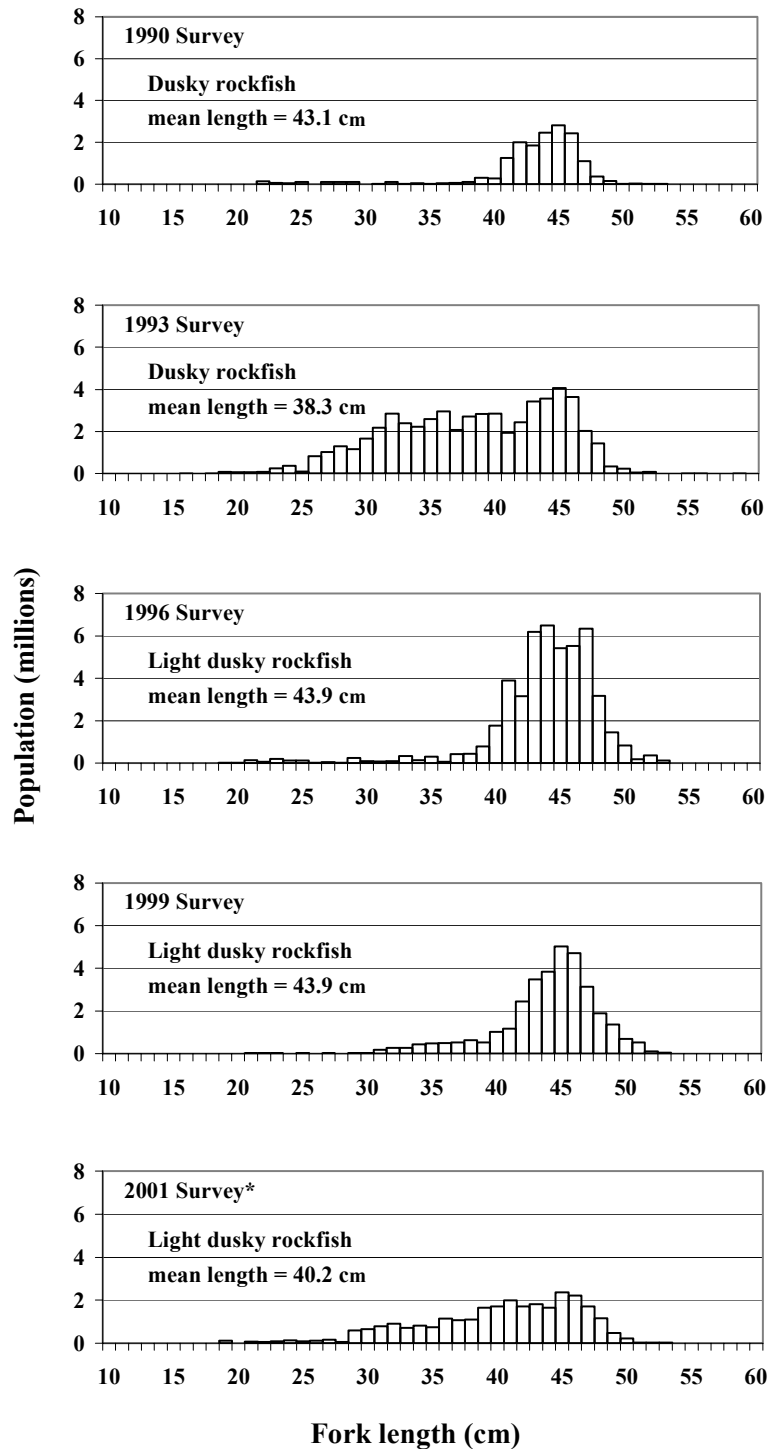 8
1990 Survey
6
Dusky rockfish
4
mean length = 43.1 cm
2
0
10 15 20 25 30 35 40 45 50 55 60
8
1993 Survey
6
Dusky rockfish
4
mean length = 38.3 cm
2
0
10 15 20 25 30 35 40 45 50 55 60
Population (millions)
8
1996 Survey
6
Light dusky rockfish
4
mean length = 43.9 cm
2
0
10 15 20 25 30 35 40 45 50 55 60
8
1999 Survey
6
Light dusky rockfish
4
mean length = 43.9 cm
2
0
10 15 20 25 30 35 40 45 50 55 60
8
2001 Survey*
6
Light dusky rockfish
4
mean length = 40.2 cm
2
0
10 15 20 25 30 35 40 45 50 55 60
Fork length (cm)